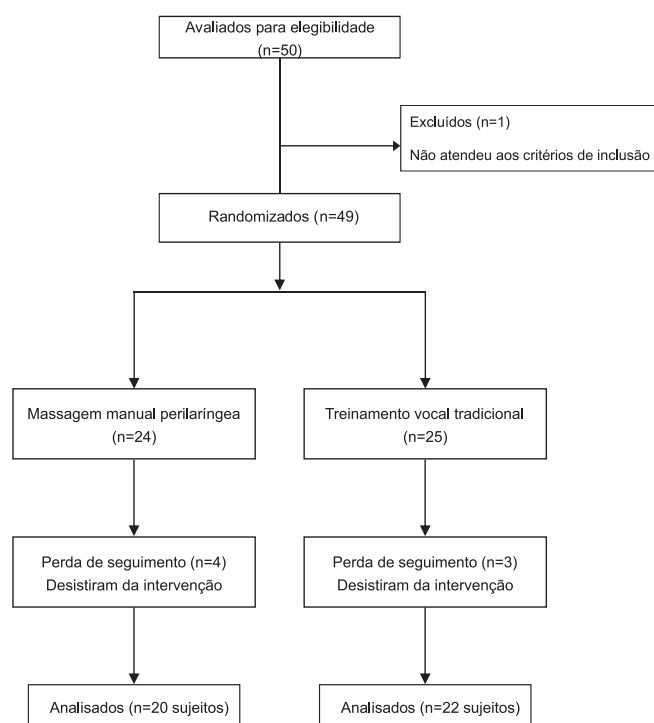 Avaliados para elegibilidade
(n=50)
Excluídos (n=1)
Não atendeu aos critérios de inclusão
Randomizados (n=49)
Massagem manual perilaríngea
(n=24)
Treinamento vocal tradicional
(n=25)
Perda de seguimento (n=4)
Desistiram da intervenção
Perda de seguimento (n=3)
Desistiram da intervenção
Analisados (n=20 sujeitos)
Analisados (n=22 sujeitos)